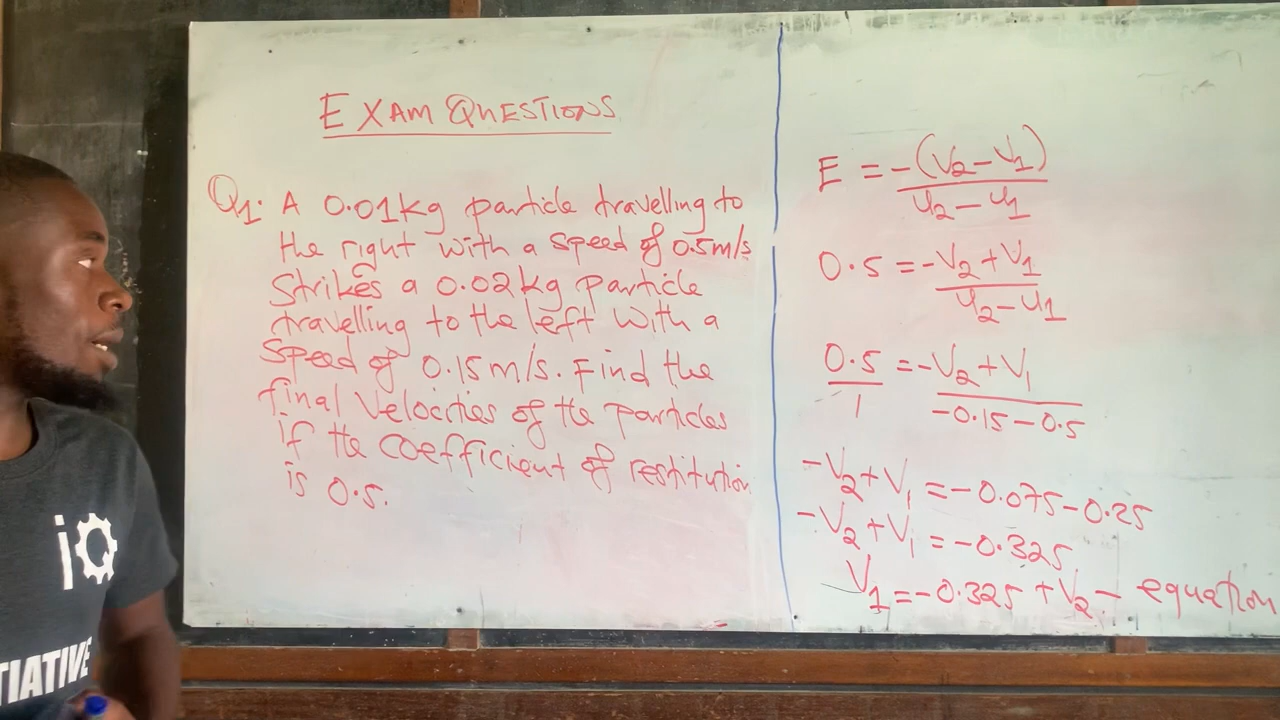 EXAM QUESTIONS
Q1. A 0.01kg particle travelling to
the right with a speed of 0.5m/s
Strikes a 0.02kg particle
travelling to the left with a
Speed of 0.15m/s. Find the
final velocities of the particles
if the coefficient of restitution
is 0.5.
E = -(V2-V1)
U2-U1
0.5 = -V2+V1
U2-U1
0.5 = -V2+V1
1 -0.15-0.5
-V2+V1 = -0.075-0.25
-V2+V1 = -0.325
V1 = -0.325+V2 - equation
iQ
TIATIVE